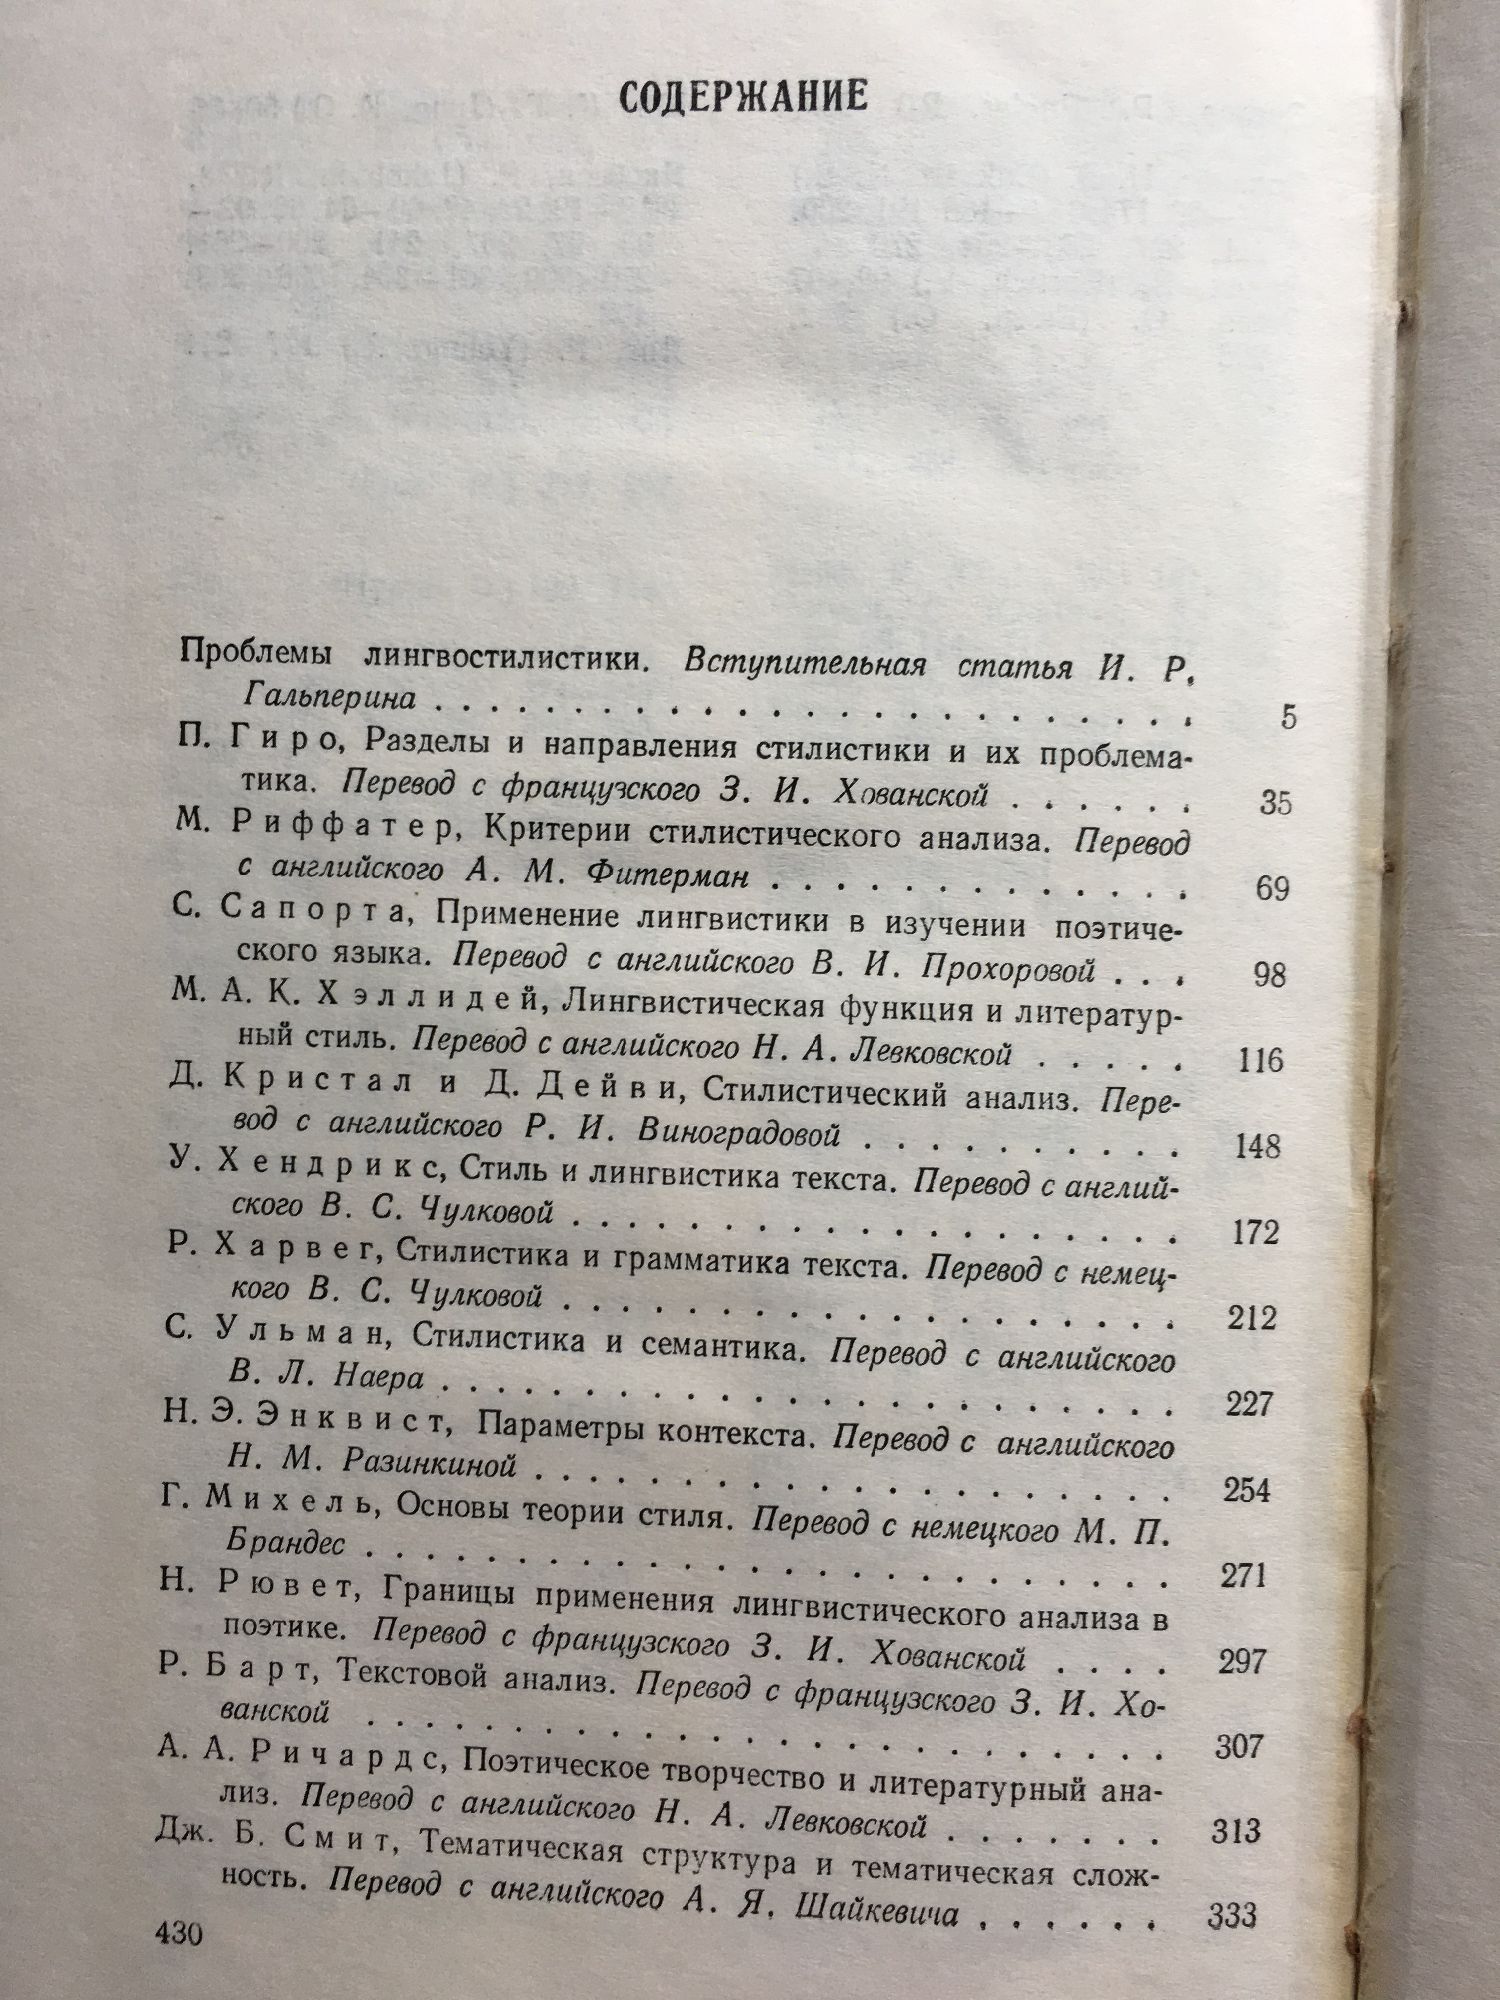 СОДЕРЖАНИЕ
Проблемы лингвостилистики. Вступительная статья И. Р.
Гальперина . . . . . . . . . . . . . . . . . . . . . . . 5
П. Гиро, Разделы и направления стилистики и их проблема-
тика. Перевод с французского З. И. Хованской . . . . . . 35
М. Риффатер, Критерии стилистического анализа. Перевод
с английского А. М. Фитерман . . . . . . . . . . . . . 69
С. Сапорта, Применение лингвистики в изучении поэтиче-
ского языка. Перевод с английского В. И. Прохоровой . . . 98
М. А. К. Хэллидей, Лингвистическая функция и литератур-
ный стиль. Перевод с английского Н. А. Левковской . . . . . 116
Д. Кристал и Д. Дейви, Стилистический анализ. Пере-
вод с английского Р. И. Виноградовой . . . . . . . . . . 148
У. Хендрикс, Стиль и лингвистика текста. Перевод с англий-
ского В. С. Чулковой . . . . . . . . . . . . . . . . . . 172
Р. Харвег, Стилистика и грамматика текста. Перевод с немец-
кого В. С. Чулковой . . . . . . . . . . . . . . . . . . 212
С. Ульман, Стилистика и семантика. Перевод с английского
В. Л. Наера . . . . . . . . . . . . . . . . . . . . . . 227
Н. Э. Энквист, Параметры контекста. Перевод с английского
Н. М. Разинкиной . . . . . . . . . . . . . . . . . . . 254
Г. Михель, Основы теории стиля. Перевод с немецкого М. П.
Брандес . . . . . . . . . . . . . . . . . . . . . . . . 271
Н. Рювет, Границы применения лингвистического анализа в
поэтике. Перевод с французского З. И. Хованской . . . . 297
Р. Барт, Текстовой анализ. Перевод с французского З. И. Хо-
ванской . . . . . . . . . . . . . . . . . . . . . . . . 307
А. А. Ричардс, Поэтическое творчество и литературный ана-
лиз. Перевод с английского Н. А. Левковской . . . . . . . 313
Дж. Б. Смит, Тематическая структура и тематическая слож-
ность. Перевод с английского А. Я. Шайкевича . . . . . . 333
430